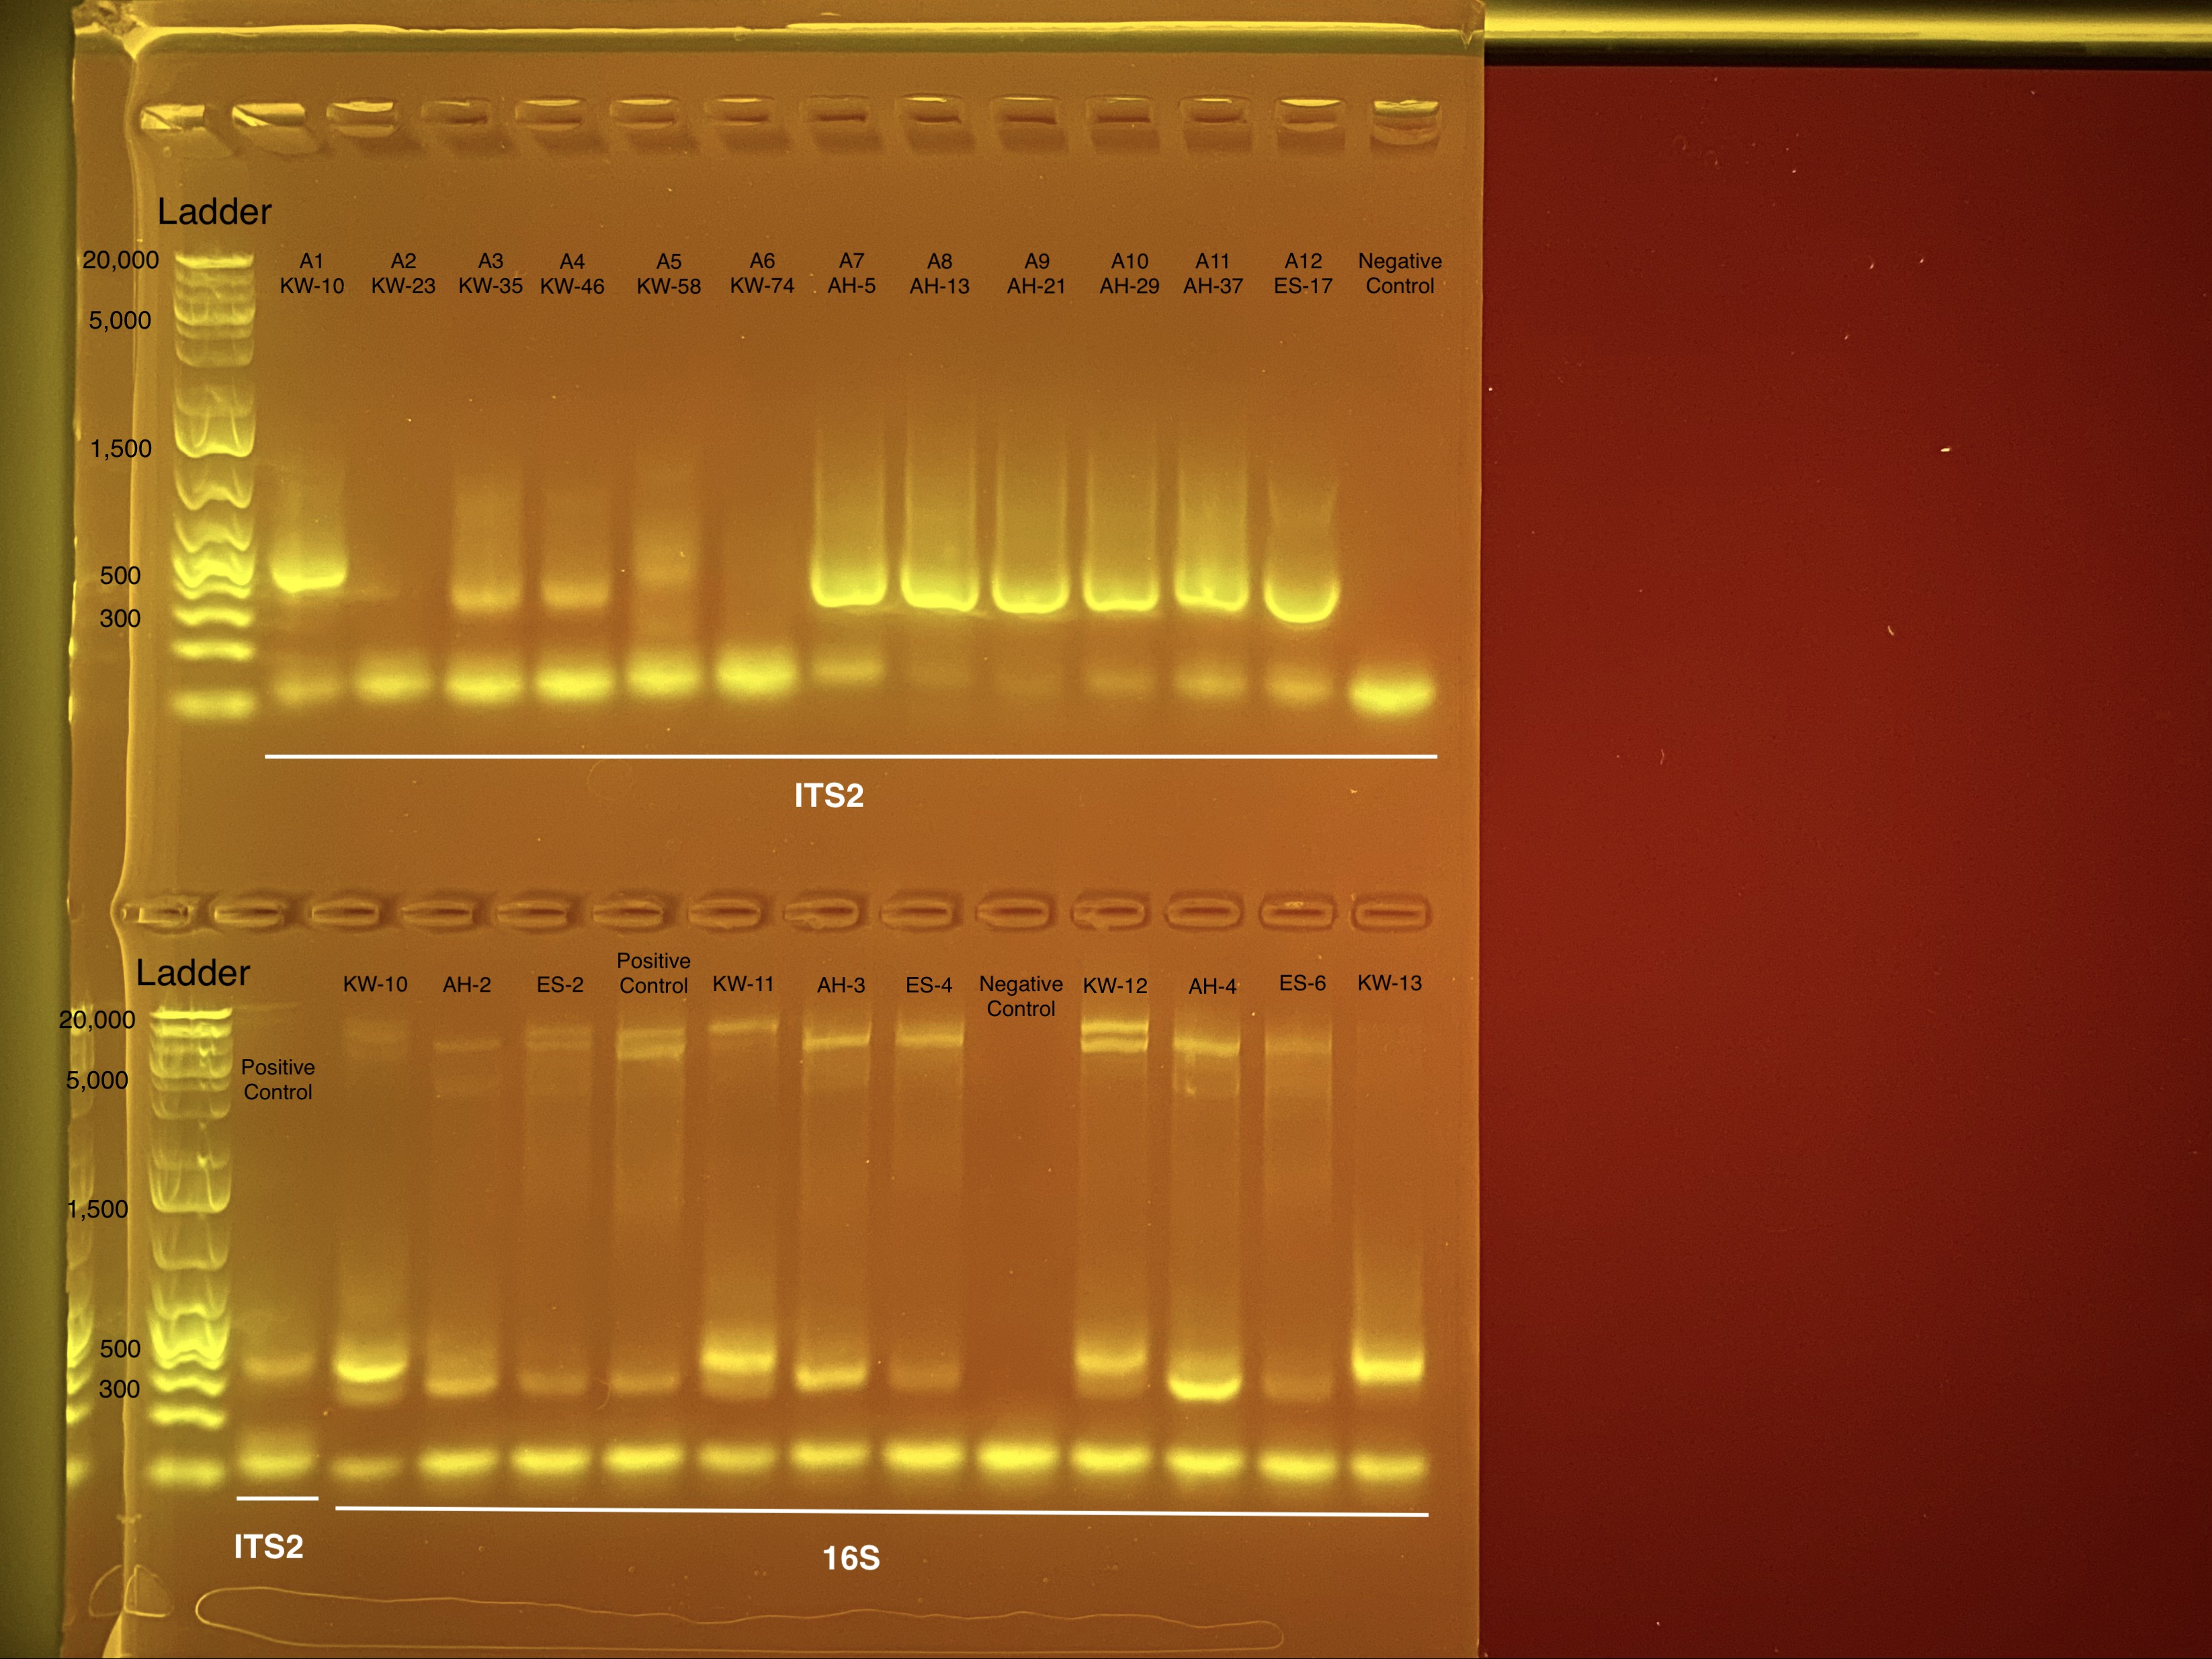 Ladder
20,000
5,000
1,500
500
300
A1
KW-10
A2
KW-23
A3
KW-35
A4
KW-46
A5
KW-58
A6
KW-74
A7
AH-5
A8
AH-13
A9
AH-21
A10
AH-29
A11
AH-37
A12
ES-17
Negative
Control
ITS2
Ladder
20,000
5,000
1,500
500
300
Positive
Control
KW-10
AH-2
ES-2
Positive
Control
KW-11
AH-3
ES-4
Negative
Control
KW-12
AH-4
ES-6
KW-13
ITS2
16S